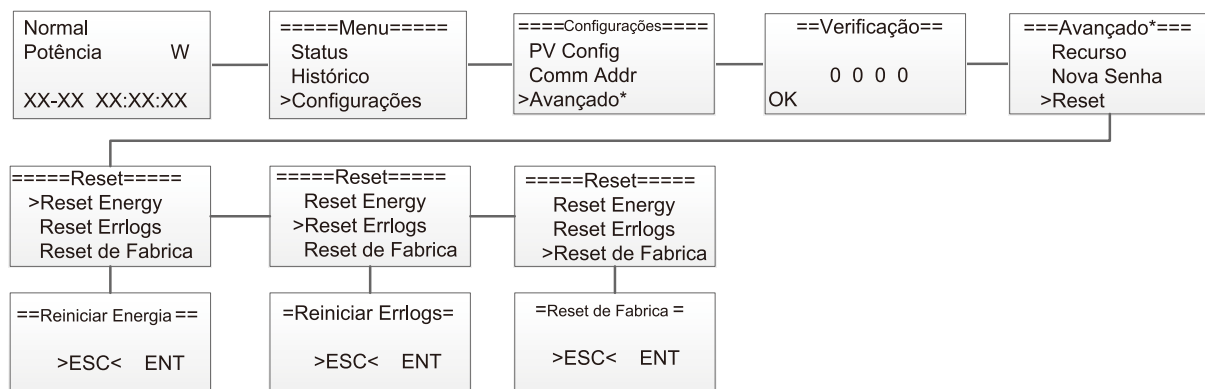 Normal
Potência W
XX-XX XX:XX:XX
=====Menu=====
Status
Histórico
>Configurações
====Configurações====
PV Config
Comm Addr
>Avançado*
==Verificação==
0 0 0 0
OK
===Avançado*===
Recurso
Nova Senha
>Reset
=====Reset=====
>Reset Energy
Reset Errlogs
Reset de Fabrica
=====Reset=====
Reset Energy
>Reset Errlogs
Reset de Fabrica
=====Reset=====
Reset Energy
Reset Errlogs
>Reset de Fabrica
==Reiniciar Energia ==
>ESC< ENT
=Reiniciar Errlogs=
>ESC< ENT
=Reset de Fabrica =
>ESC< ENT